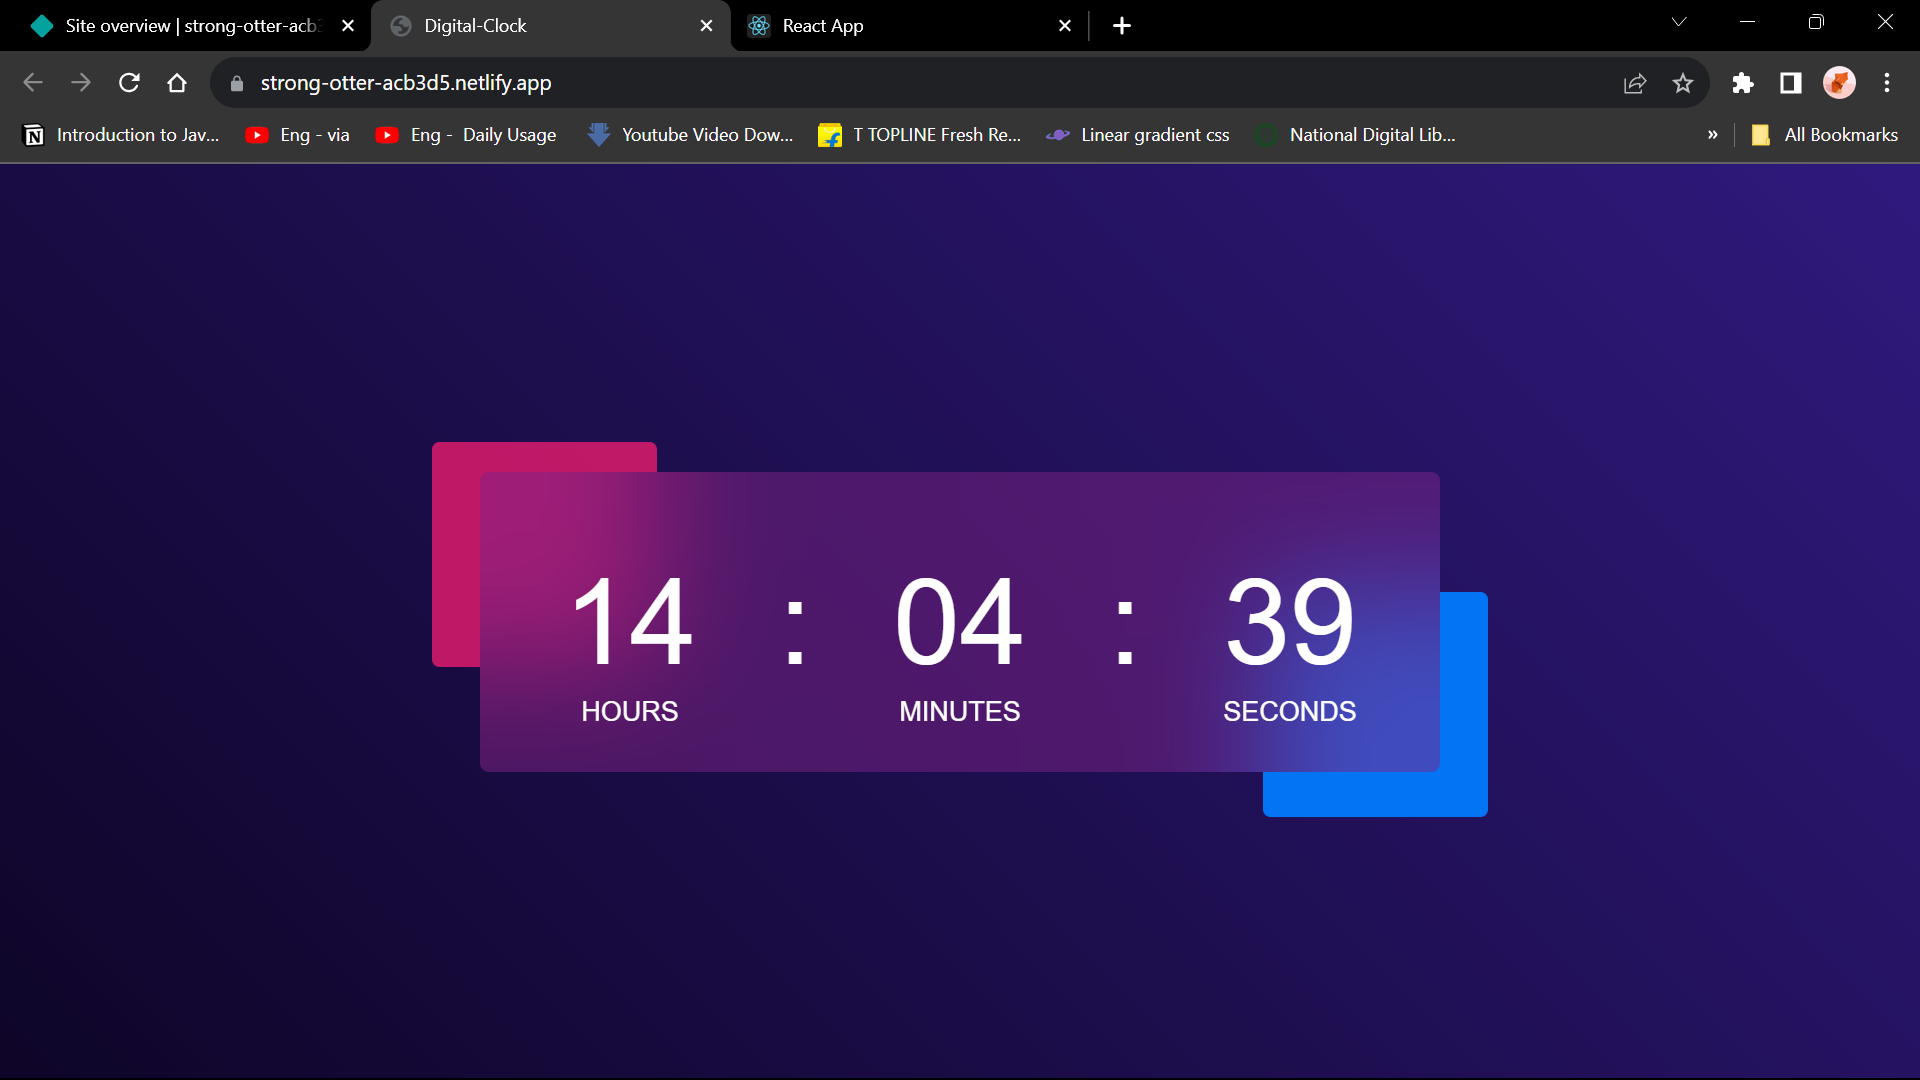 Site overview | strong-otter-acb3
Digital-Clock
React App
strong-otter-acb3d5.netlify.app
Introduction to Jav...
Eng - via
Eng - Daily Usage
Youtube Video Dow...
T TOPLINE Fresh Re...
Linear gradient css
National Digital Lib...
»
All Bookmarks
14 : 04 : 39
HOURS MINUTES SECONDS